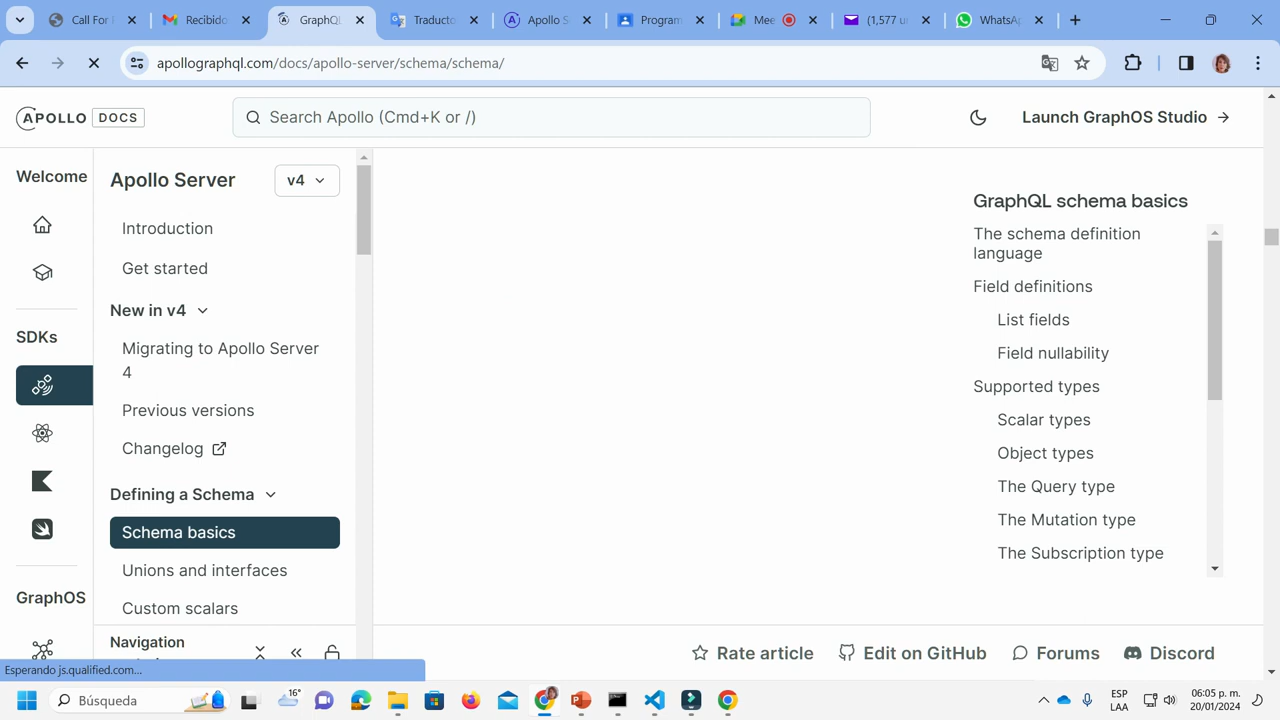 Call For P
Recibido
GraphQL
Traducto
Apollo S
Program
Mee
(1,577 u
WhatsAp
apollographql.com/docs/apollo-server/schema/schema/
APOLLO DOCS
Search Apollo (Cmd+K or /)
Launch GraphOS Studio
Welcome
SDKs
GraphOS
Apollo Server
v4
Introduction
Get started
New in v4
Migrating to Apollo Server
4
Previous versions
Changelog
Defining a Schema
Schema basics
Unions and interfaces
Custom scalars
Navigation
GraphQL schema basics
The schema definition
language
Field definitions
List fields
Field nullability
Supported types
Scalar types
Object types
The Query type
The Mutation type
The Subscription type
Rate article
Edit on GitHub
Forums
Discord
Esperando js.qualified.com...
Búsqueda
16°
ESP
LAA
06:05 p. m.
20/01/2024